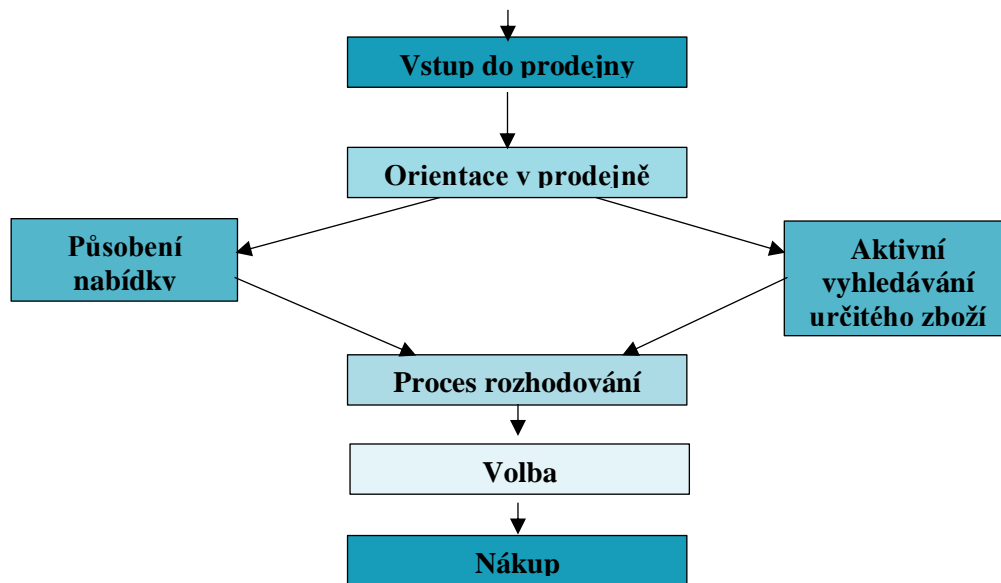 Vstup do prodejny
Orientace v prodejně
Působení
nabídky
Aktivní
vyhledávání
určitého zboží
Proces rozhodování
Volba
Nákup